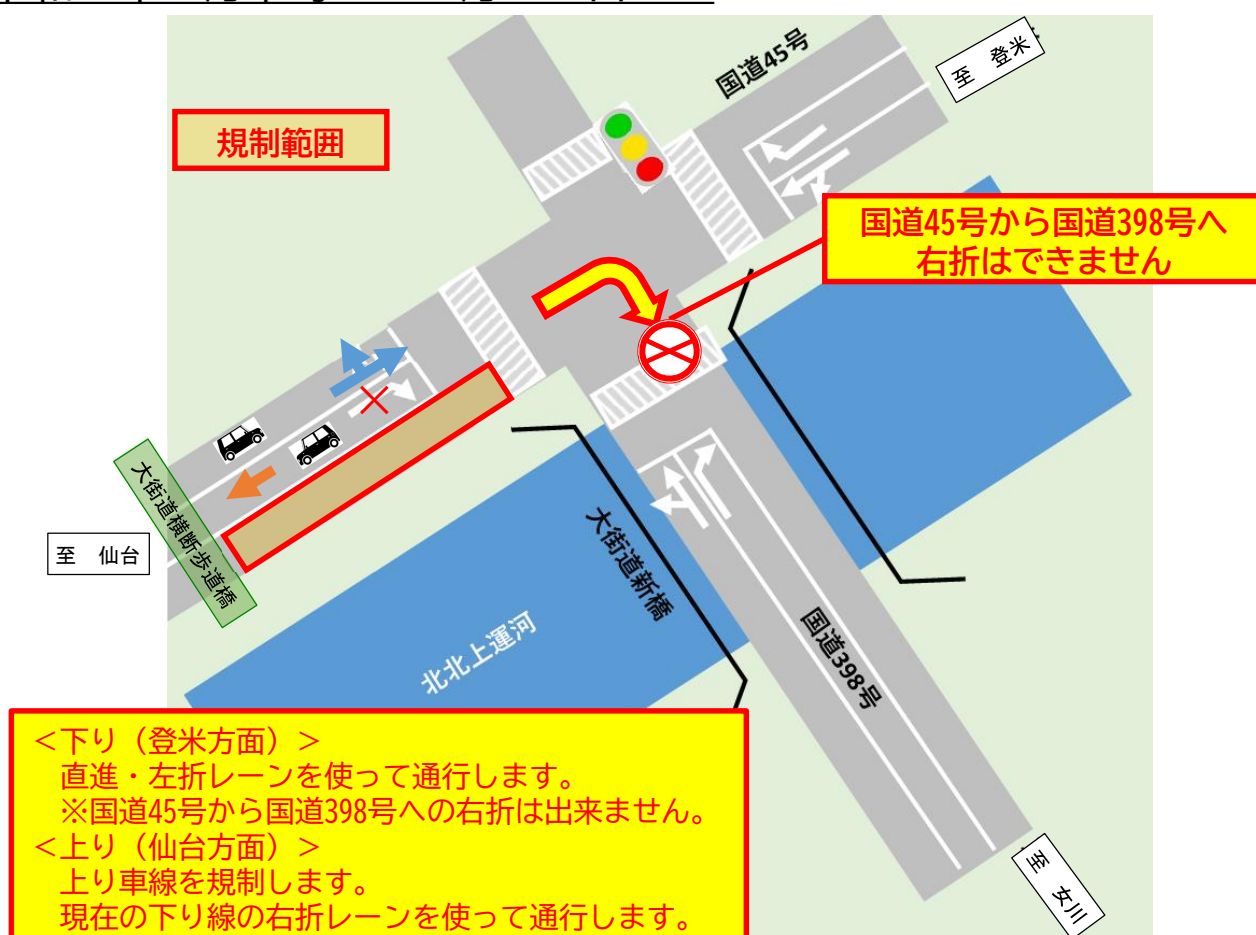 国道45号
至　登米
規制範囲
国道45号から国道398号へ
右折はできません
大街道横断歩道橋
至　仙台
大街道新橋
国道398号
北北上運河
＜下り（登米方面）＞
直進・左折レーンを使って通行します。
※国道45号から国道398号への右折は出来ません。
＜上り（仙台方面）＞
上り車線を規制します。
現在の下り線の右折レーンを使って通行します。
至　女川